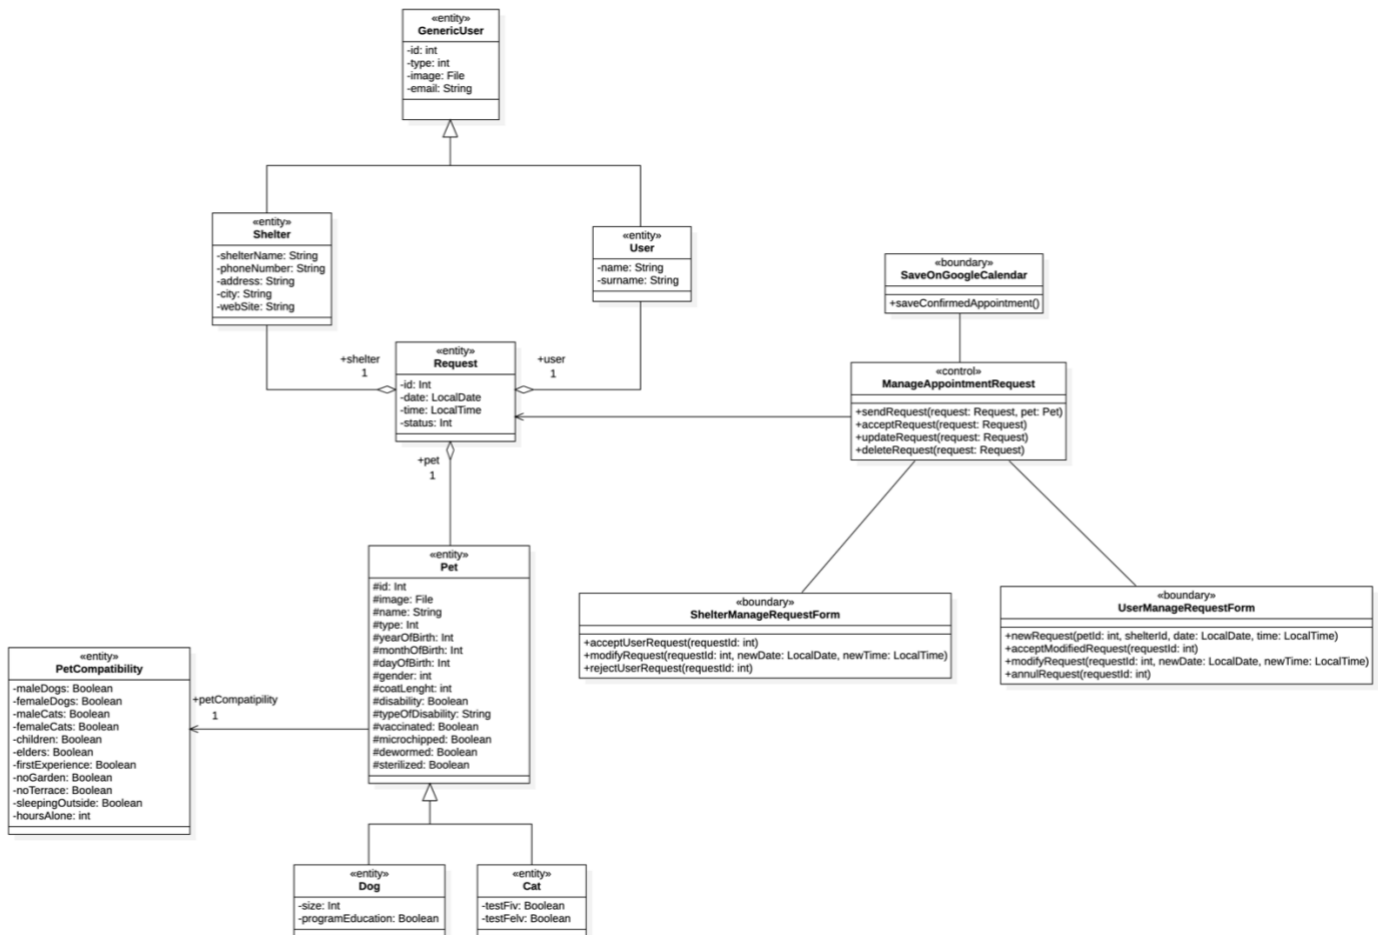 «entity»
GenericUser
-id: int
-type: int
-image: File
-email: String
«entity»
Shelter
-shelterName: String
-phoneNumber: String
-address: String
-city: String
-webSite: String
«entity»
User
-name: String
-surname: String
«boundary»
SaveOnGoogleCalendar
+saveConfirmedAppointment()
+shelter
1
«entity»
Request
-id: Int
-date: LocalDate
-time: LocalTime
-status: Int
+user
1
«control»
ManageAppointmentRequest
+sendRequest(request: Request, pet: Pet)
+acceptRequest(request: Request)
+updateRequest(request: Request)
+deleteRequest(request: Request)
+pet
1
«entity»
Pet
#id: Int
#image: File
#name: String
#type: Int
#yearOfBirth: Int
#monthOfBirth: Int
#dayOfBirth: Int
#gender: int
#coatLenght: int
#disability: Boolean
#typeOfDisability: String
#vaccinated: Boolean
#microchipped: Boolean
#dewormed: Boolean
#sterilized: Boolean
«boundary»
ShelterManageRequestForm
+acceptUserRequest(requestId: int)
+modifyRequest(requestId: int, newDate: LocalDate, newTime: LocalTime)
+rejectUserRequest(requestId: int)
«boundary»
UserManageRequestForm
+newRequest(petId: int, shelterId, date: LocalDate, time: LocalTime)
+acceptModifiedRequest(requestId: int)
+modifyRequest(requestId: int, newDate: LocalDate, newTime: LocalTime)
+annulRequest(requestId: int)
«entity»
PetCompatibility
-maleDogs: Boolean
-femaleDogs: Boolean
-maleCats: Boolean
-femaleCats: Boolean
-children: Boolean
-elders: Boolean
-firstExperience: Boolean
-noGarden: Boolean
-noTerrace: Boolean
-sleepingOutside: Boolean
-hoursAlone: int
+petCompatipility
1
«entity»
Dog
-size: Int
-programEducation: Boolean
«entity»
Cat
-testFiv: Boolean
-testFelv: Boolean